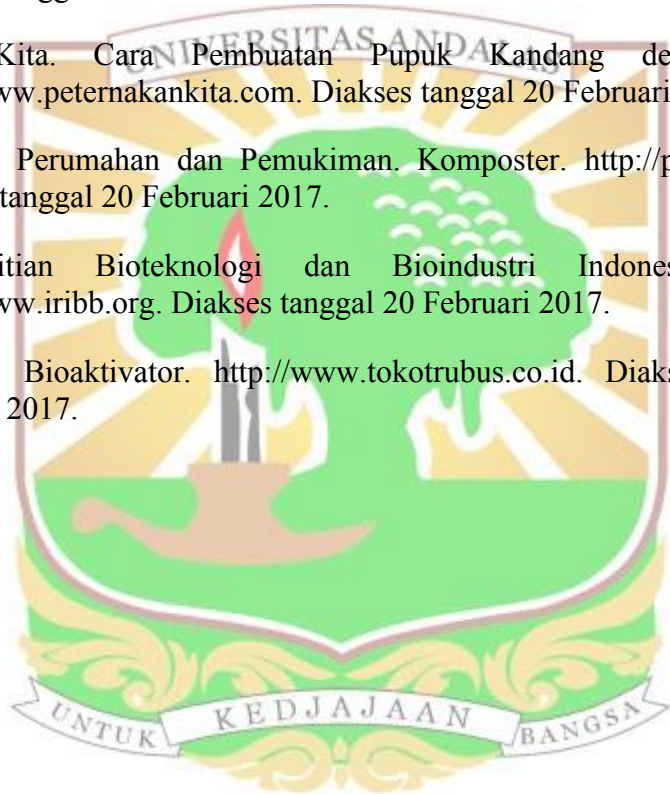 UNIVERSITAS ANDALAS
Kita. Cara Pembuatan Pupuk Kandang de
ww.peternakankita.com. Diakses tanggal 20 Februari
Perumahan dan Pemukiman. Komposter. http://p
tanggal 20 Februari 2017.
itian Bioteknologi dan Bioindustri Indones
ww.iribb.org. Diakses tanggal 20 Februari 2017.
Bioaktivator. http://www.tokotrubus.co.id. Diaks
2017.
UNTUK KEDJAJAAN BANGSA